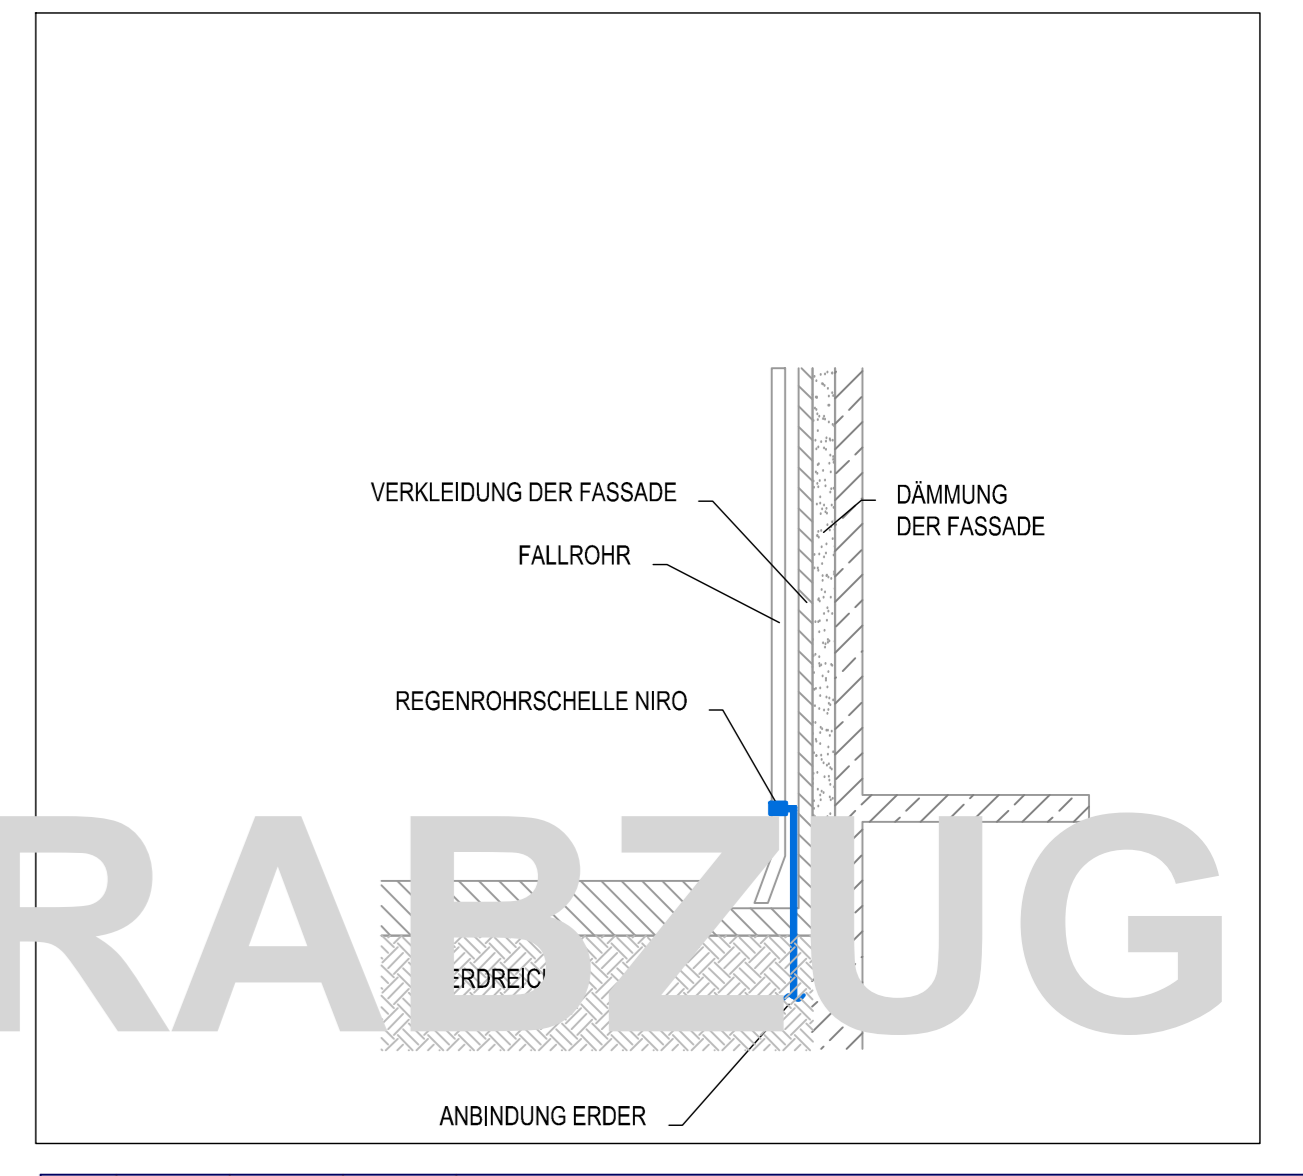 VERKLEIDUNG DER FASSADE
DÄMMUNG
DER FASSADE
FALLROHR
REGENROHRSCHELLE NIRO
RABZUG
ANBINDUNG ERDER